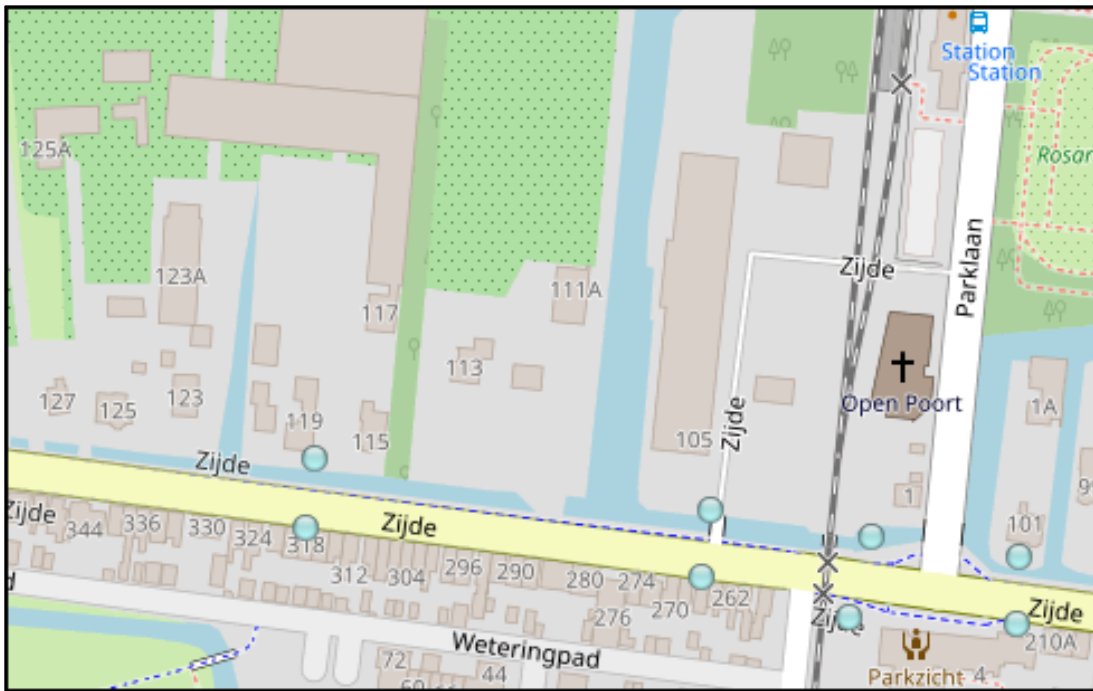 Station
Station
Rosar
125A
Parklaan
Zijde
123A
111A
117
113
127
125
123
119
115
105
Zijde
Open Poort
1A
1
101
Zijde
Zijde
344
336
330
324
318
Zijde
312
304
296
290
280
274
276
270
262
Zijde
Zijde
210A
Weteringpad
72
44
Parkzicht
4